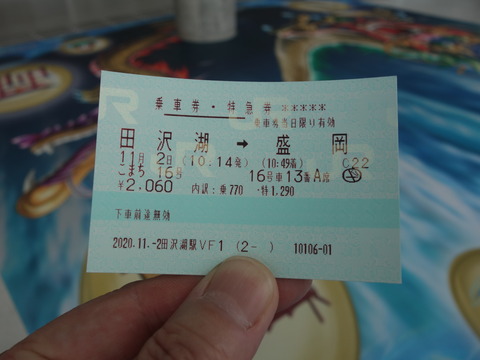 乗車券・特急券 ※※※※※
乗車券当日限り有効
田沢湖 → 盛岡
11月 2日 (10.14発) (10:49着) C22
こまち 16号 16号車13番A席
¥2.060 内訳:乗770 ・特1,290
下車前途無効
2020.11.-2田沢湖駅VF1 (2- ) 10106-01